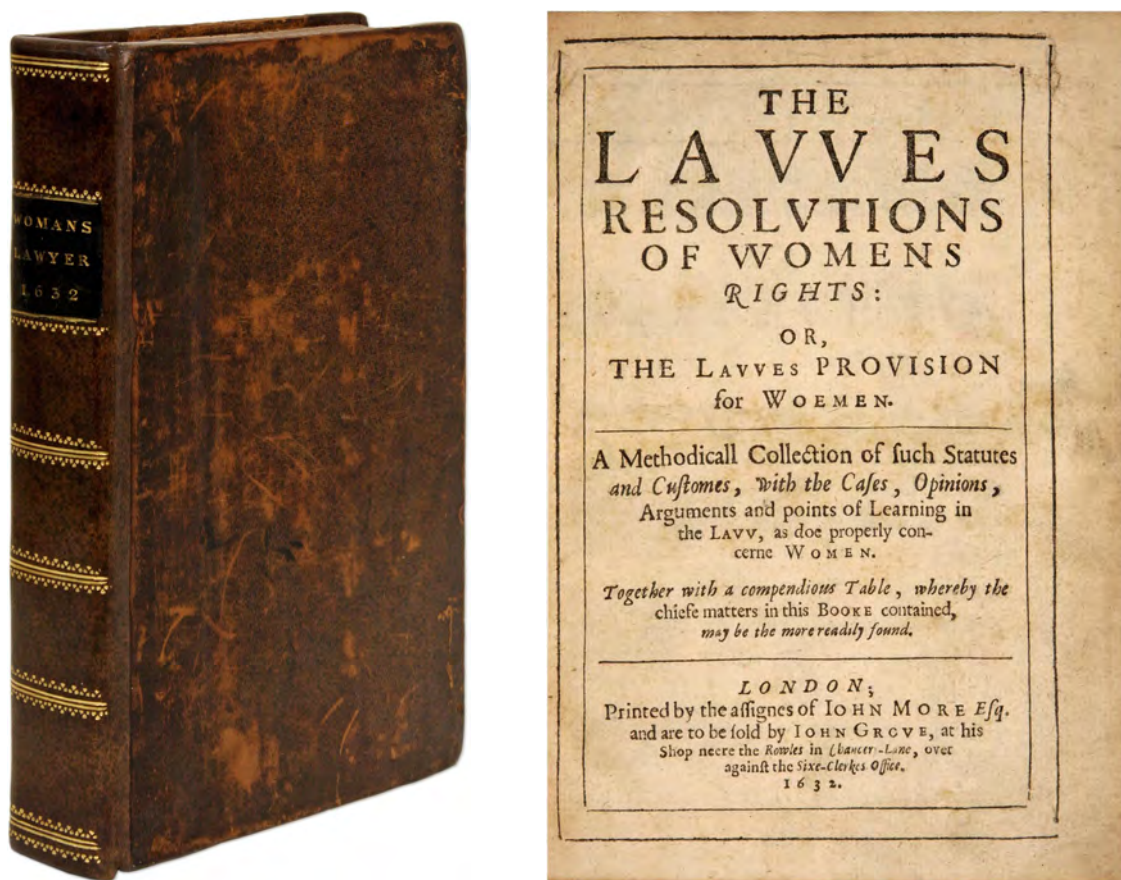 WOMANS
LAWYER
1632
THE
LAVVES
RESOLVTIONS
OF WOMENS
RIGHTS:
OR,
THE LAVVES PROVISION
for WOEMEN.
A Methodicall Collection of ſuch Statutes
and Cuſtomes, with the Caſes, Opinions,
Arguments and points of Learning in
the LAVV, as doe properly con-
cerne WOMEN.
Together with a compendious Table, whereby the
chiefe matters in this BOOKE contained,
may be the more readily found.
LONDON;
Printed by the aſſignes of IOHN MORE Eſq.
and are to be ſold by IOHN GROVE, at his
Shop neere the Rowles in Chancery-Lane, over
againſt the Sixe-Clerkes Office.
1632.